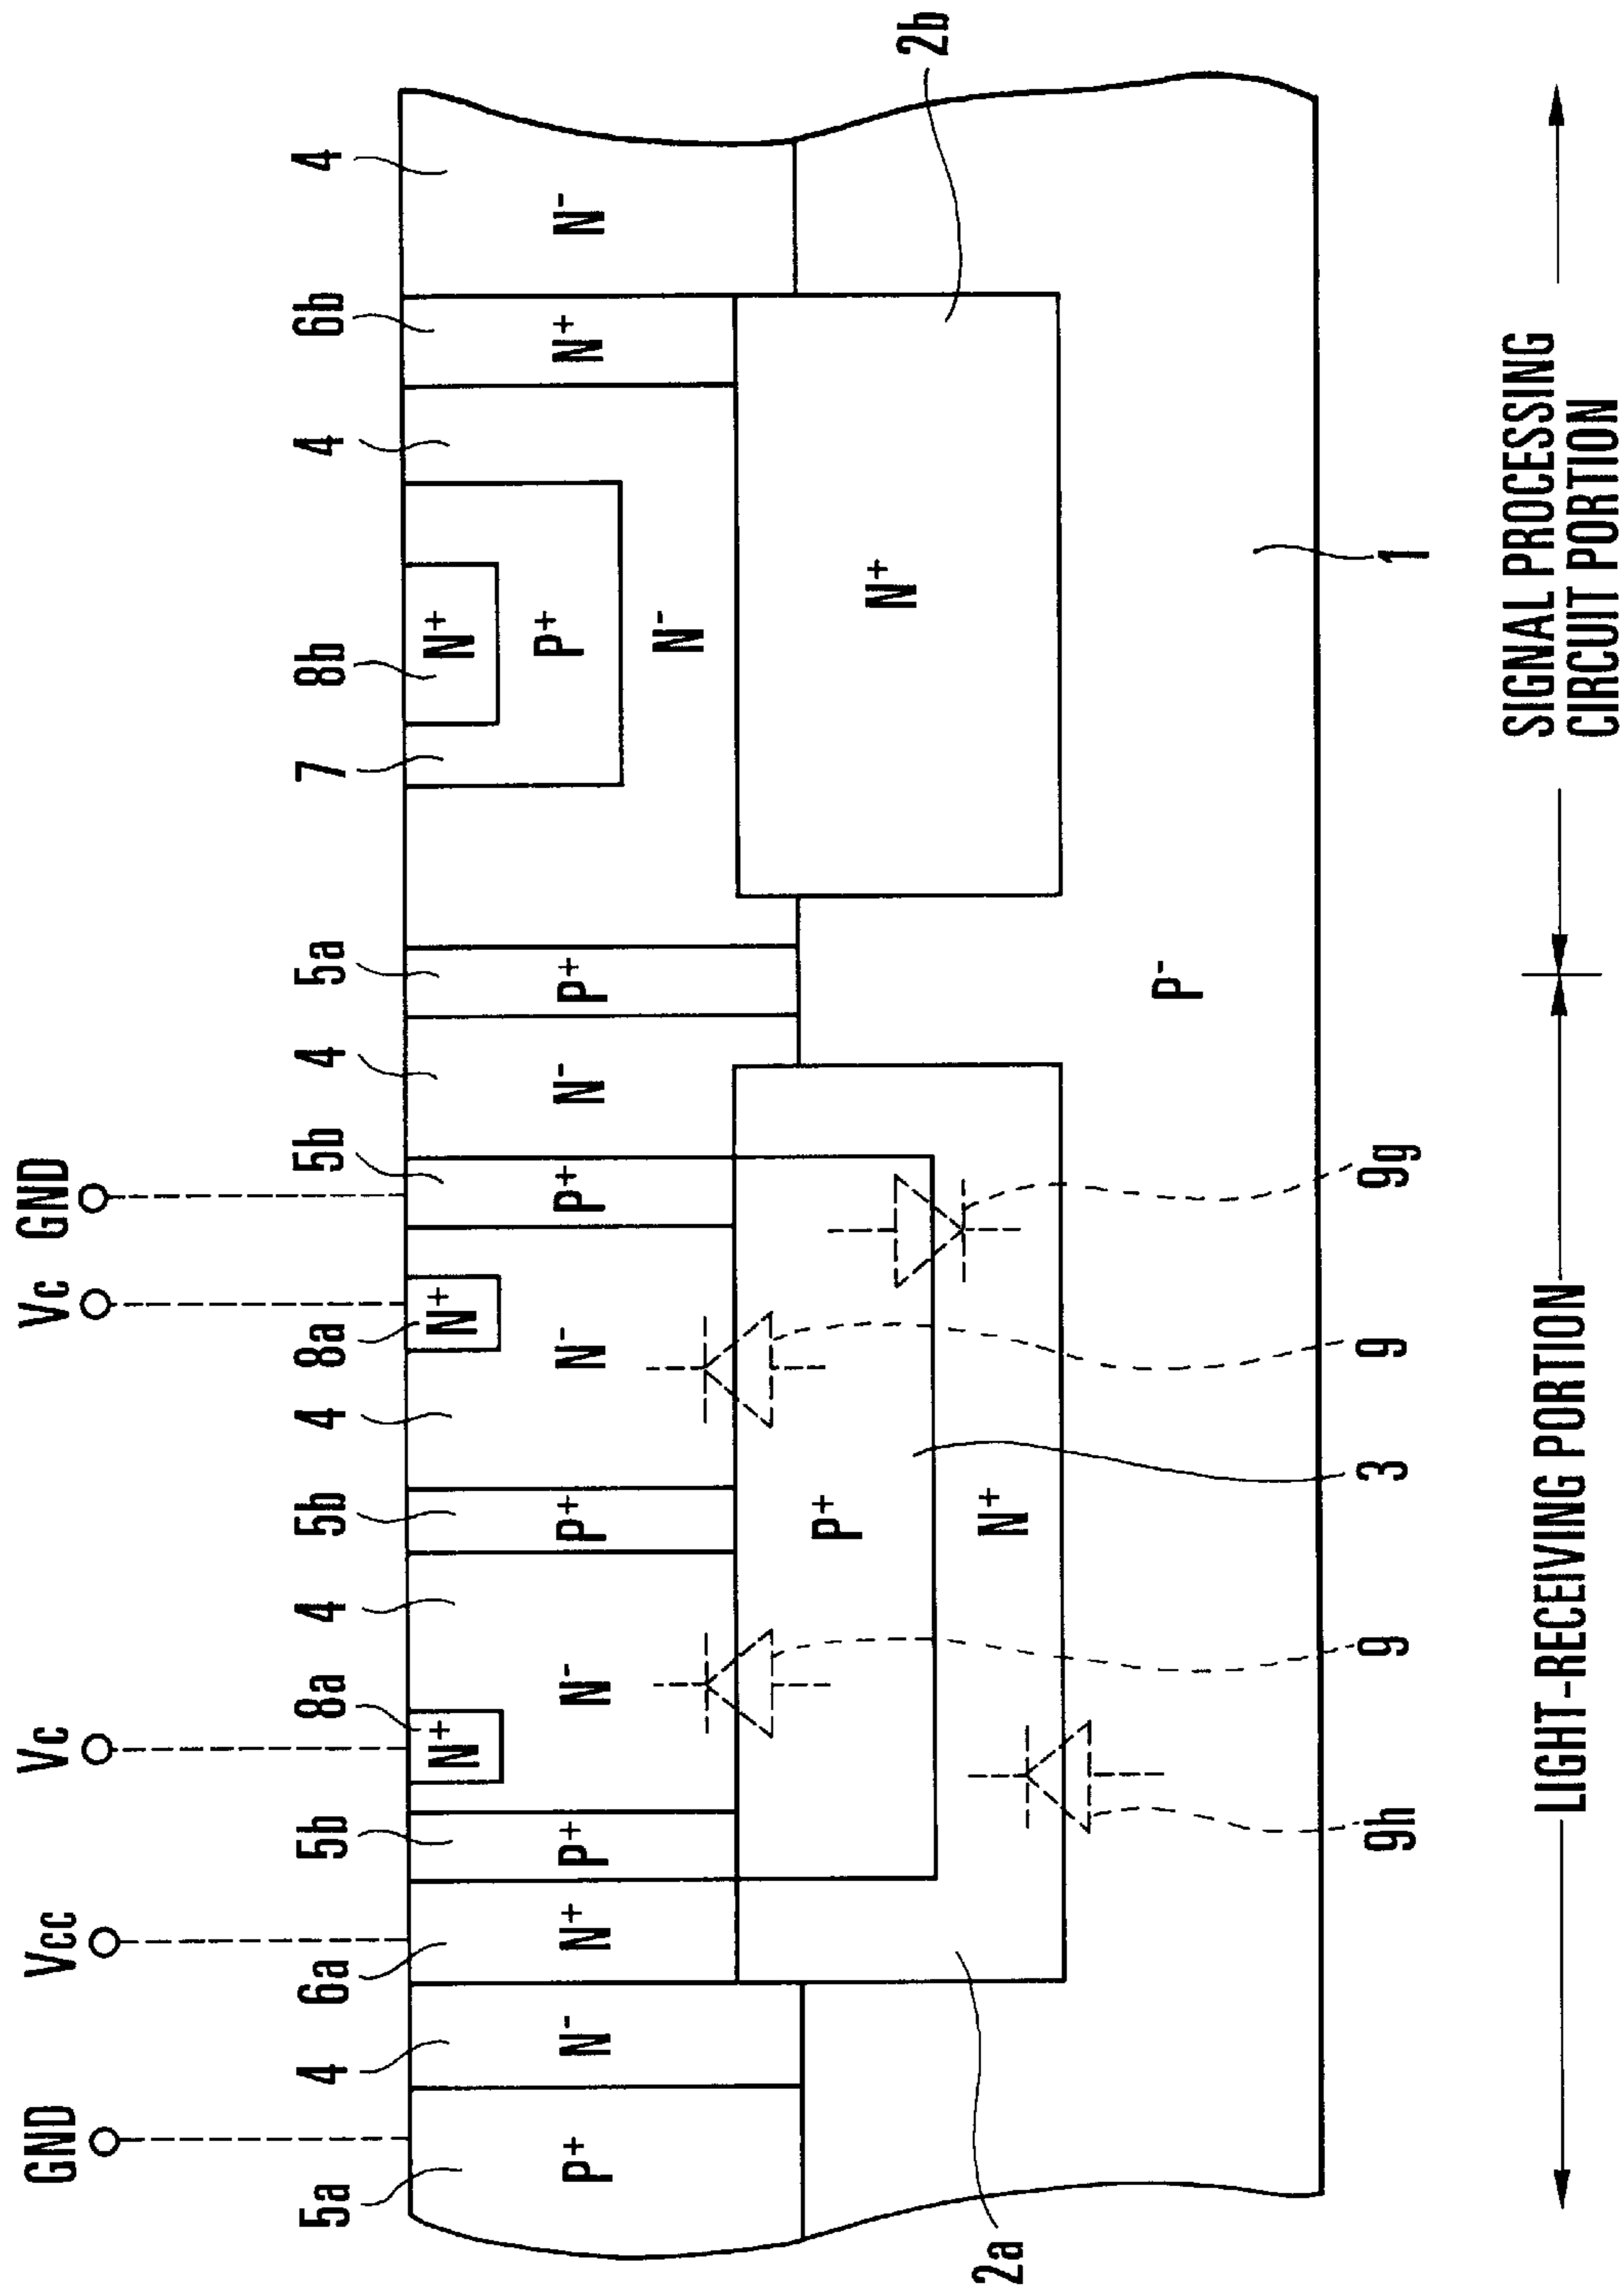 GND Vcc Vc Vc GND
5a 4 6a 5b 8a 4 5b 4 8a 5b 4 5a 7 8b 4 6b 4
N+ N+ N+
P+ N- N+ P+ N- P+ N- P+ N- P+ P+ N+ N-
N-
P+ N+
N+
P-
2a 9h 9 3 9 9g 1 2b
LIGHT-RECEIVING PORTION
SIGNAL PROCESSING
CIRCUIT PORTION